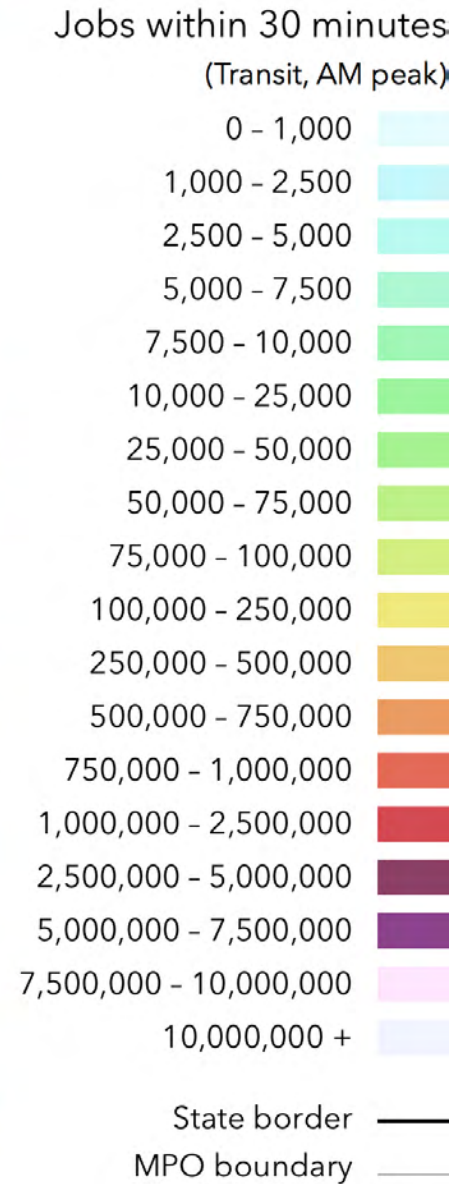 Jobs within 30 minutes
(Transit, AM peak)
0 – 1,000
1,000 – 2,500
2,500 – 5,000
5,000 – 7,500
7,500 – 10,000
10,000 – 25,000
25,000 – 50,000
50,000 – 75,000
75,000 – 100,000
100,000 – 250,000
250,000 – 500,000
500,000 – 750,000
750,000 – 1,000,000
1,000,000 – 2,500,000
2,500,000 – 5,000,000
5,000,000 – 7,500,000
7,500,000 – 10,000,000
10,000,000 +
State border
MPO boundary